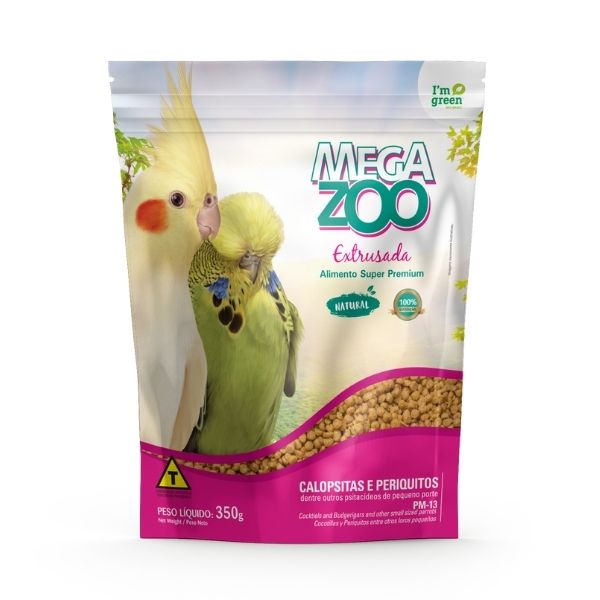 I'm
green
MEGA
ZOO
Extrusada
Alimento Super Premium
NATURAL
100%
T
CALOPSITAS E PERIQUITOS
dentre outros psitacídeos de pequeno porte
PM-13
Cocktiels and Budgerigars and other small sized parrots
Cocotillas y Periquitos entre otros loros pequeños
PESO LÍQUIDO: 350g
Net Weight / Peso Neto